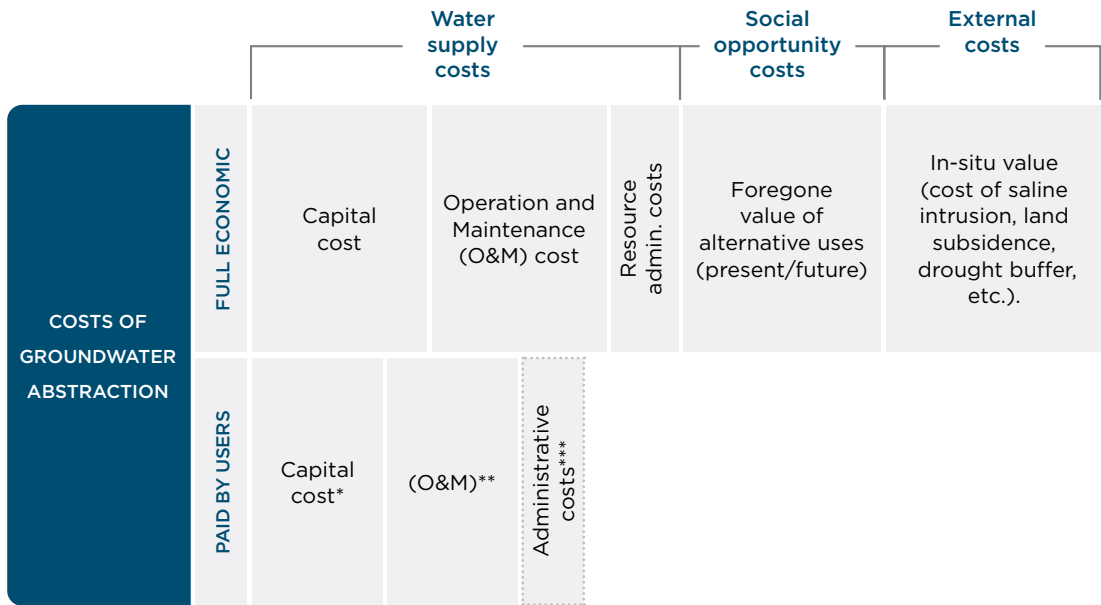 Water
supply
costs
Social
opportunity
costs
External
costs
COSTS OF
GROUNDWATER
ABSTRACTION
FULL ECONOMIC
Capital
cost
Operation and
Maintenance
(O&M) cost
Resource
admin. costs
Foregone
value of
alternative uses
(present/future)
In-situ value
(cost of saline
intrusion, land
subsidence,
drought buffer,
etc.).
PAID BY USERS
Capital
cost*
(O&M)**
Administrative
costs***